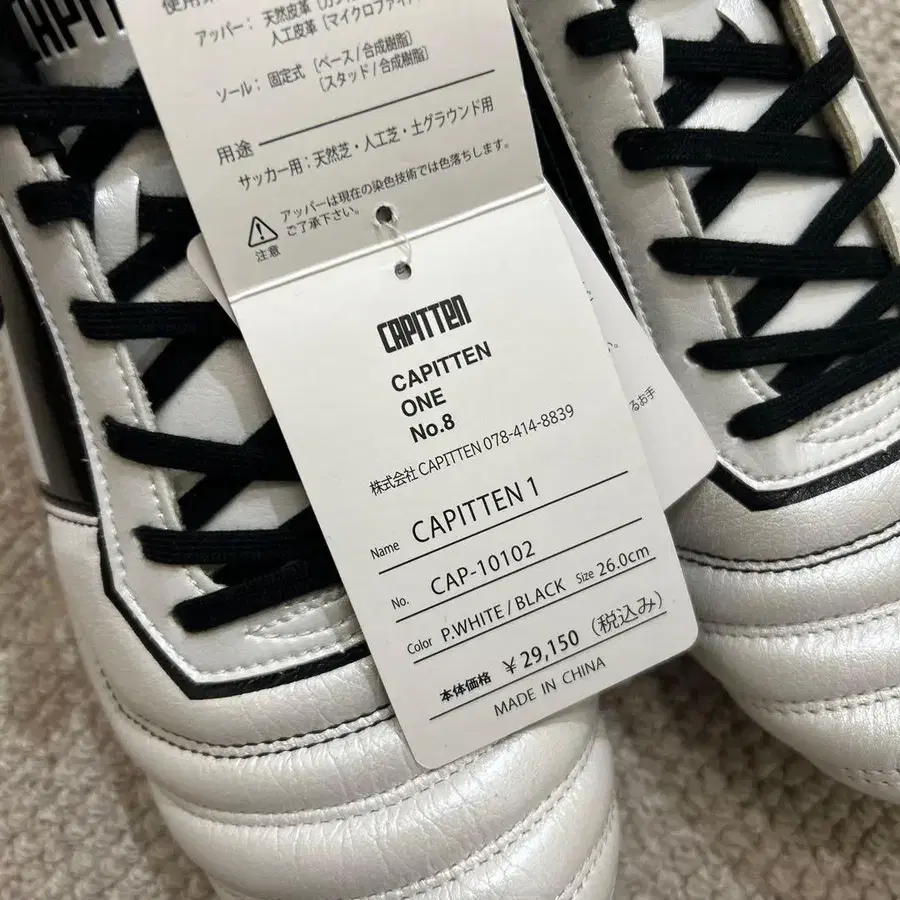 CAPITTEN
アッパー： 天然皮革〔カン
人工皮革〔マイクロファイ
ソール： 固定式〔ベース/合成樹脂〕
〔スタッド/合成樹脂〕
用途
サッカー用：天然芝・人工芝・土グラウンド用
注意
アッパーは現在の染色技術では色落ちします。
ご了承下さい。
CAPITTEN
CAPITTEN
ONE
No.8
株式会社 CAPITTEN 078-414-8839
Name CAPITTEN 1
No. CAP-10102
Color P.WHITE/BLACK Size 26.0cm
本体価格 ￥29,150（税込み）
MADE IN CHINA
るお手